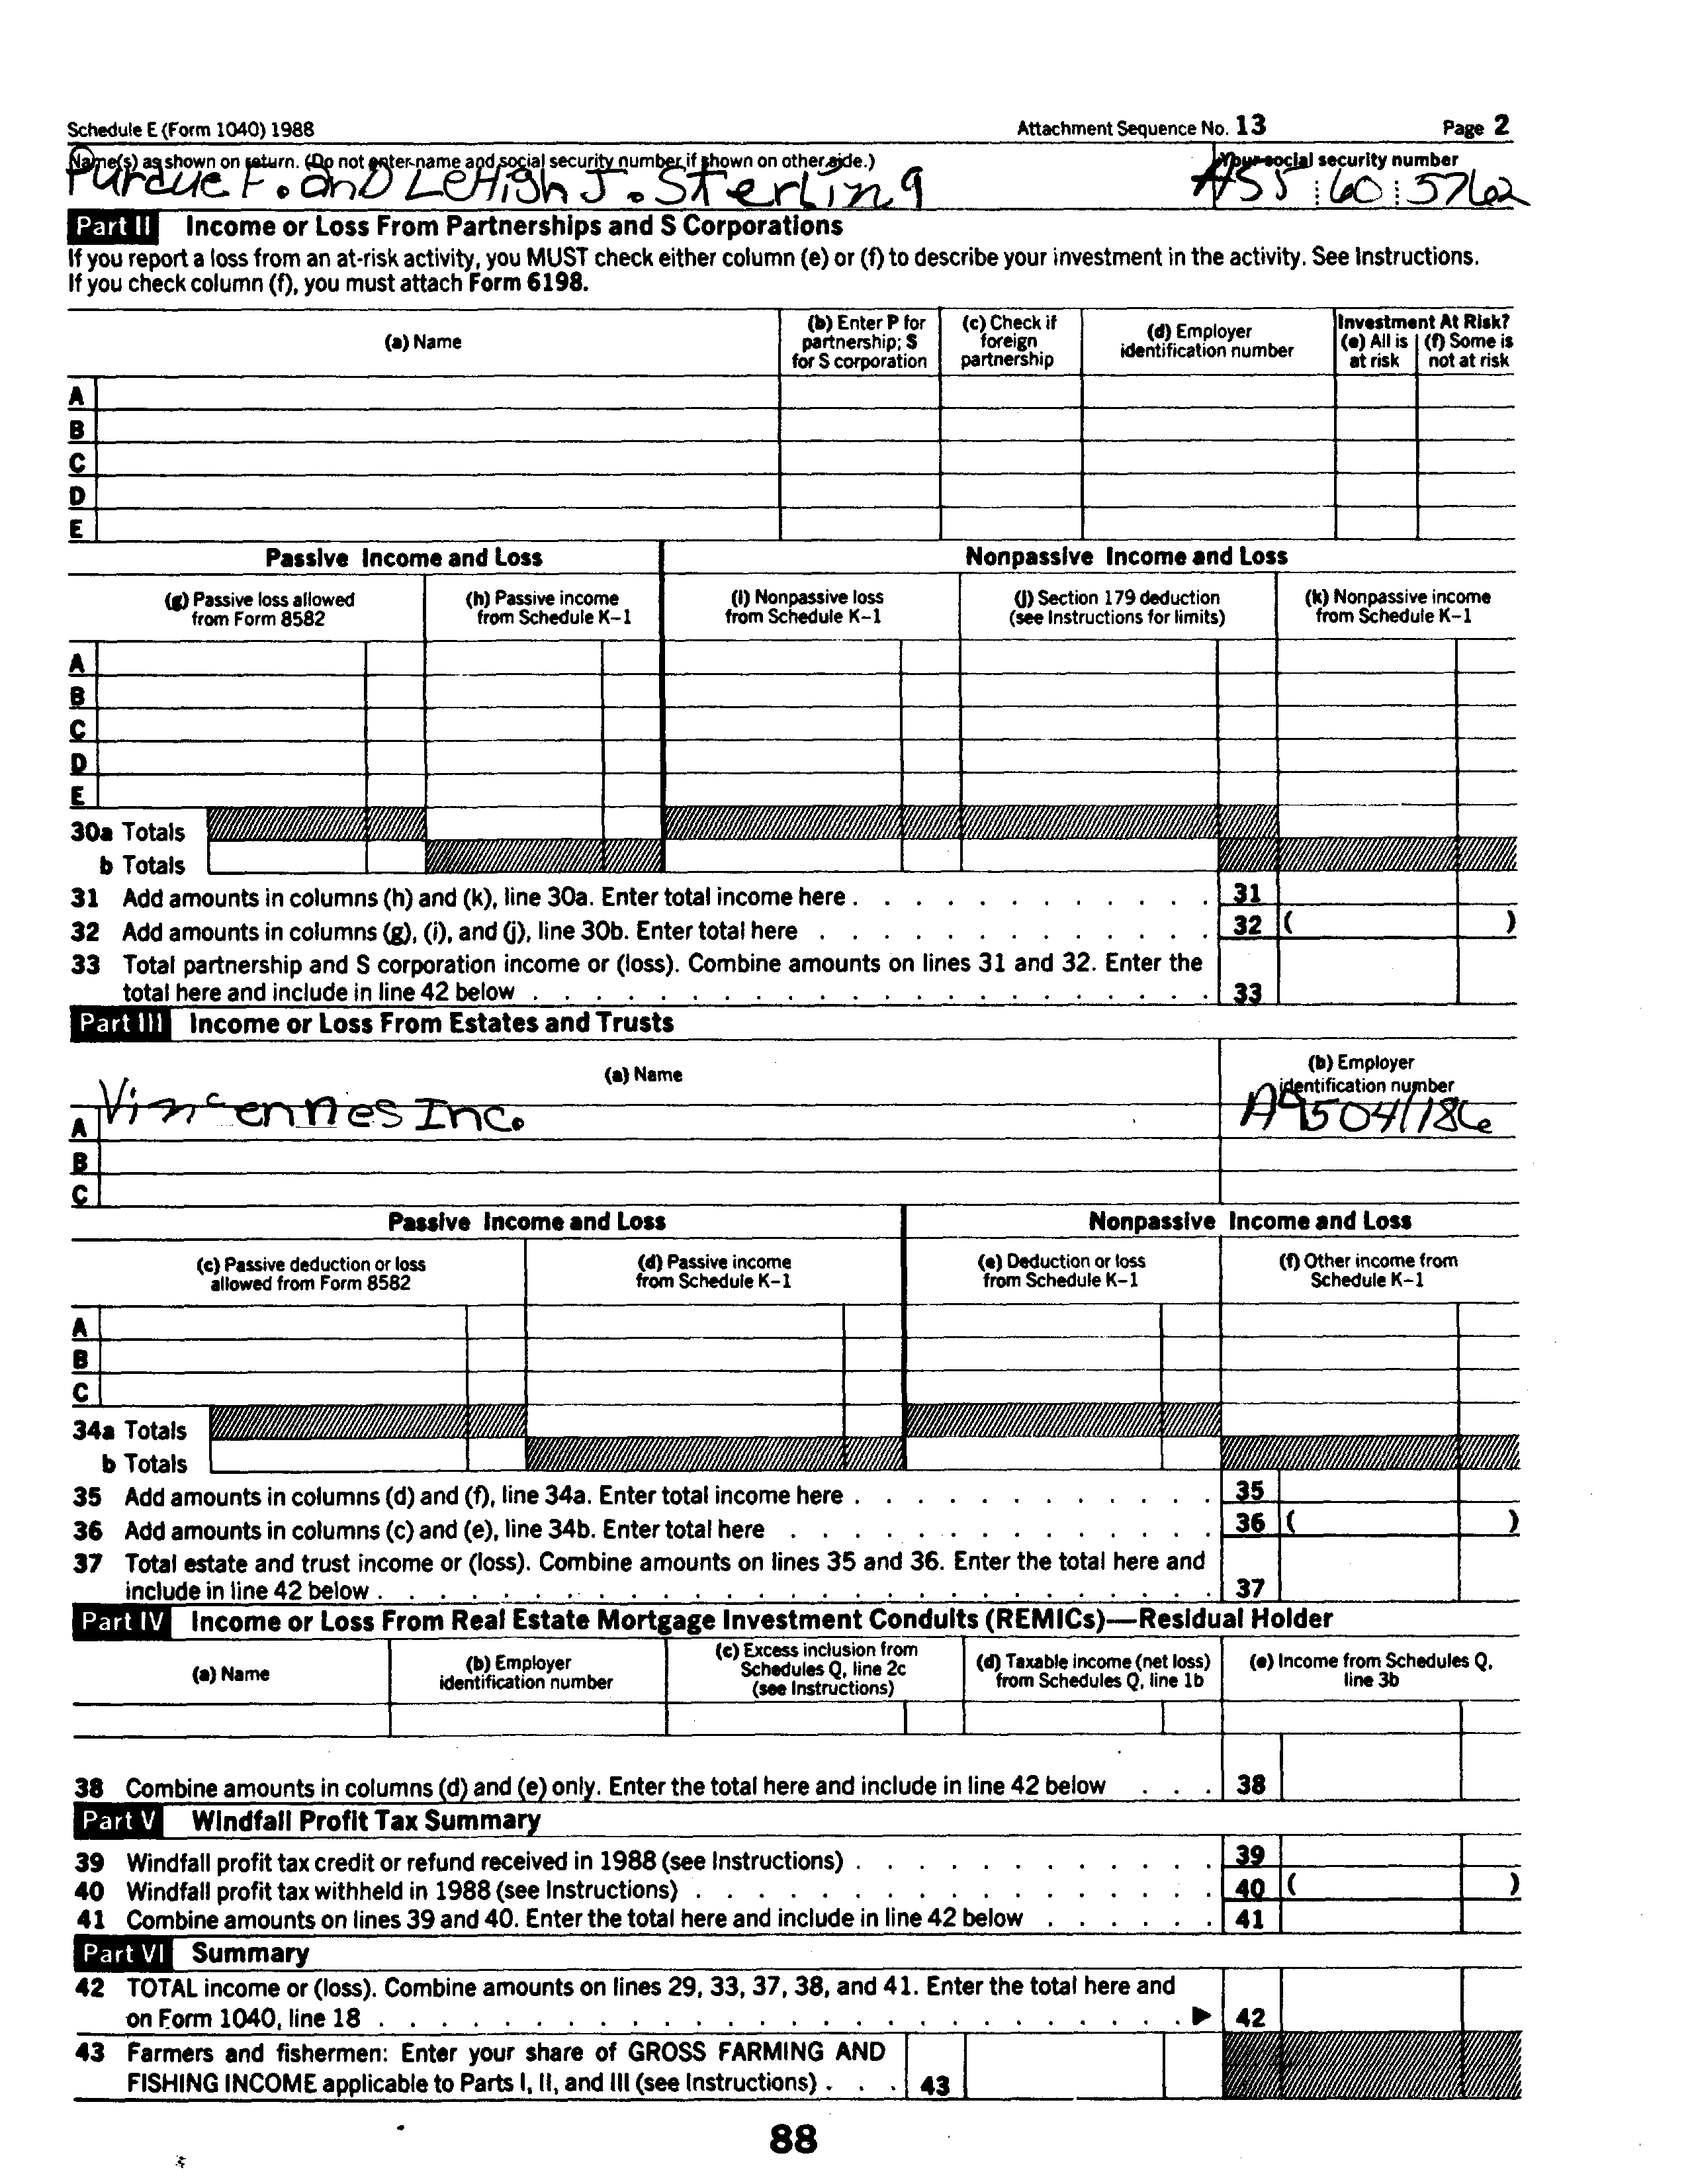 Schedule E (Form 1040) 1988 Attachment Sequence No. 13 Page 2
Name(s) as shown on return. (Do not enter name and social security number if shown on other side.) Your social security number
Purdue F. and LeHigh J. Sterling A55 60 5762
Part II Income or Loss From Partnerships and S Corporations
If you report a loss from an at-risk activity, you MUST check either column (e) or (f) to describe your investment in the activity. See Instructions.
If you check column (f), you must attach Form 6198.
(a) Name
(b) Enter P for partnership; S for S corporation
(c) Check if foreign partnership
(d) Employer identification number
Investment At Risk?
(e) All is at risk
(f) Some is not at risk
A
B
C
D
E
Passive Income and Loss Nonpassive Income and Loss
(g) Passive loss allowed from Form 8582
(h) Passive income from Schedule K-1
(i) Nonpassive loss from Schedule K-1
(j) Section 179 deduction (see Instructions for limits)
(k) Nonpassive income from Schedule K-1
A
B
C
D
E
30a Totals
b Totals
31 Add amounts in columns (h) and (k), line 30a. Enter total income here . 31
32 Add amounts in columns (g), (i), and (j), line 30b. Enter total here . 32 ( )
33 Total partnership and S corporation income or (loss). Combine amounts on lines 31 and 32. Enter the
total here and include in line 42 below . 33
Part III Income or Loss From Estates and Trusts
(a) Name
(b) Employer identification number
A Vincennes Inc. A95041186
B
C
Passive Income and Loss Nonpassive Income and Loss
(c) Passive deduction or loss allowed from Form 8582
(d) Passive income from Schedule K-1
(e) Deduction or loss from Schedule K-1
(f) Other income from Schedule K-1
A
B
C
34a Totals
b Totals
35 Add amounts in columns (d) and (f), line 34a. Enter total income here . 35
36 Add amounts in columns (c) and (e), line 34b. Enter total here . 36 ( )
37 Total estate and trust income or (loss). Combine amounts on lines 35 and 36. Enter the total here and
include in line 42 below . 37
Part IV Income or Loss From Real Estate Mortgage Investment Conduits (REMICs)—Residual Holder
(a) Name
(b) Employer identification number
(c) Excess inclusion from Schedules Q, line 2c (see Instructions)
(d) Taxable income (net loss) from Schedules Q, line 1b
(e) Income from Schedules Q, line 3b
38 Combine amounts in columns (d) and (e) only. Enter the total here and include in line 42 below . 38
Part V Windfall Profit Tax Summary
39 Windfall profit tax credit or refund received in 1988 (see Instructions) . 39
40 Windfall profit tax withheld in 1988 (see Instructions) . 40 ( )
41 Combine amounts on lines 39 and 40. Enter the total here and include in line 42 below . 41
Part VI Summary
42 TOTAL income or (loss). Combine amounts on lines 29, 33, 37, 38, and 41. Enter the total here and
on Form 1040, line 18 . ▶ 42
43 Farmers and fishermen: Enter your share of GROSS FARMING AND
FISHING INCOME applicable to Parts I, II, and III (see Instructions) . 43
88